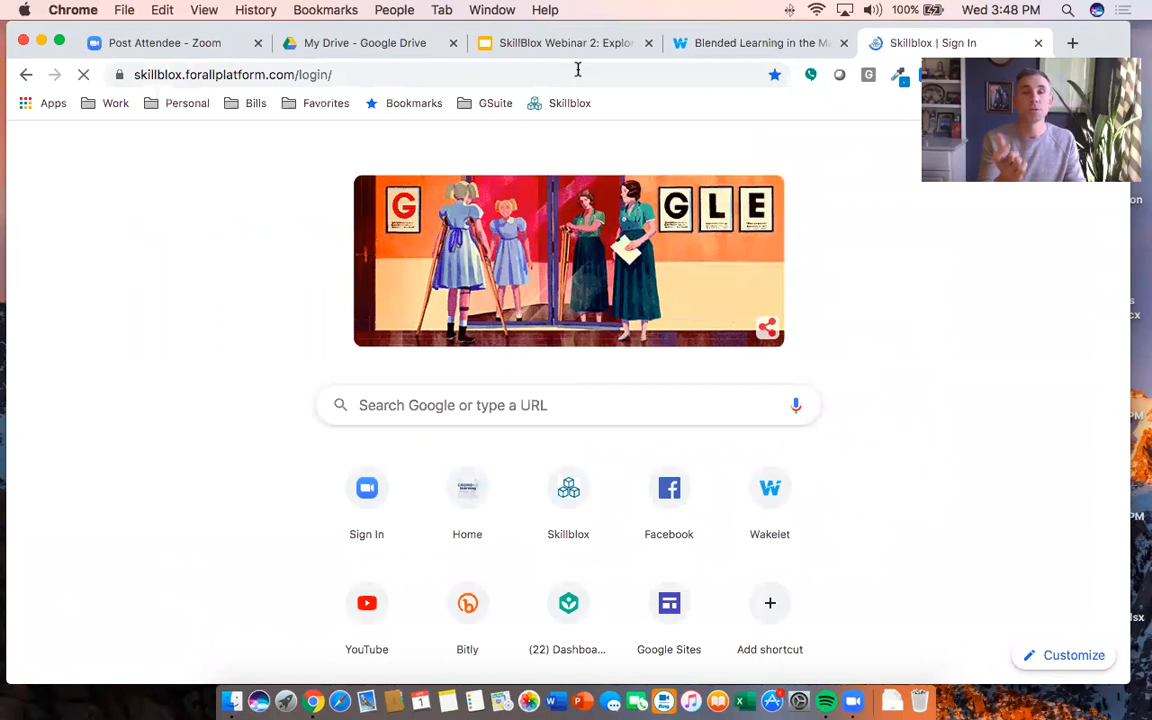 Chrome File Edit View History Bookmarks People Tab Window Help 100% Wed 3:48 PM
Post Attendee - Zoom
My Drive - Google Drive
SkillBlox Webinar 2: Explor
Blended Learning in the Ma
Skillblox | Sign In
skillblox.forallplatform.com/login/
Apps Work Personal Bills Favorites Bookmarks GSuite Skillblox
G G L E
Search Google or type a URL
Sign In Home Skillblox Facebook Wakelet
YouTube Bitly (22) Dashboa... Google Sites Add shortcut
Customize